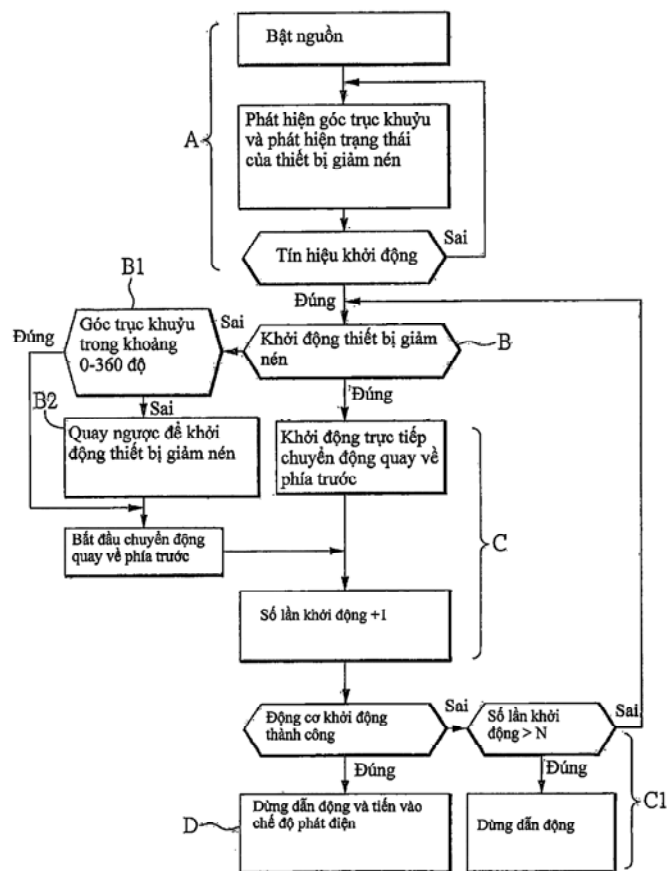 Bật nguồn
A
Phát hiện góc trục khuỷu
và phát hiện trạng thái
của thiết bị giảm nén
Sai
Tín hiệu khởi động
B1
Đúng
Đúng
Góc trục khuỷu
trong khoảng
0-360 độ
Sai
Khởi động thiết bị giảm
nén
B
B2
Sai
Đúng
Quay ngược để khởi
động thiết bị giảm nén
Khởi động trực tiếp
chuyển động quay về
phía trước
C
Bắt đầu chuyển động
quay về phía trước
Số lần khởi động +1
Động cơ khởi động
thành công
Sai
Số lần khởi
động > N
Sai
Đúng
Đúng
C1
D
Dừng dẫn động và tiến vào
chế độ phát điện
Dừng dẫn động